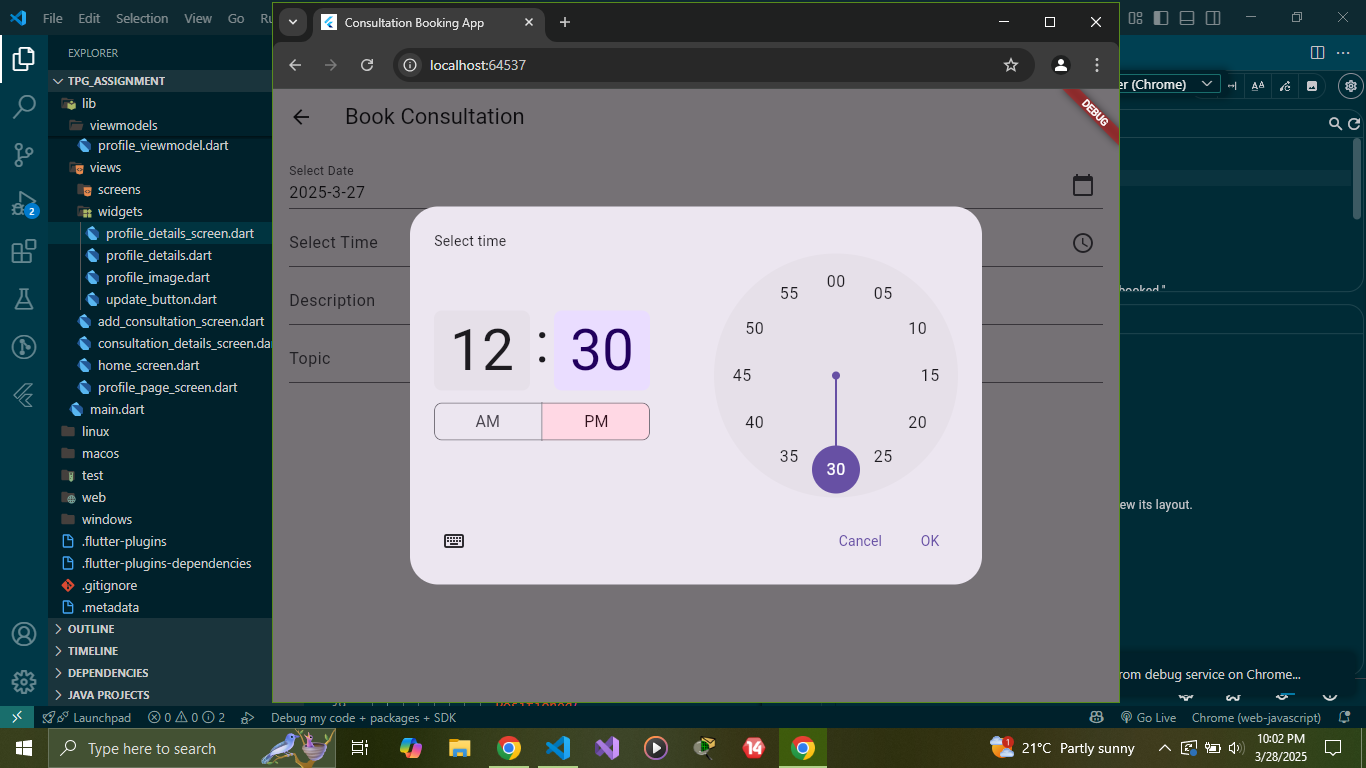 File Edit Selection View Go
Consultation Booking App
localhost:64537
EXPLORER
TPG_ASSIGNMENT
lib
viewmodels
profile_viewmodel.dart
views
screens
widgets
profile_details_screen.dart
profile_details.dart
profile_image.dart
update_button.dart
add_consultation_screen.dart
consultation_details_screen.da
home_screen.dart
profile_page_screen.dart
main.dart
linux
macos
test
web
windows
.flutter-plugins
.flutter-plugins-dependencies
.gitignore
.metadata
OUTLINE
TIMELINE
DEPENDENCIES
JAVA PROJECTS
2
Book Consultation
DEBUG
Select Date
2025-3-27
Select Time
Description
Topic
Select time
12 : 30
AM PM
00
05
10
15
20
25
30
35
40
45
50
55
Cancel OK
er (Chrome)
booked."
ew its layout.
rom debug service on Chrome...
Launchpad 0 0 2 Debug my code + packages + SDK
Go Live Chrome (web-javascript)
Type here to search
14
1
21°C Partly sunny
10:02 PM
3/28/2025